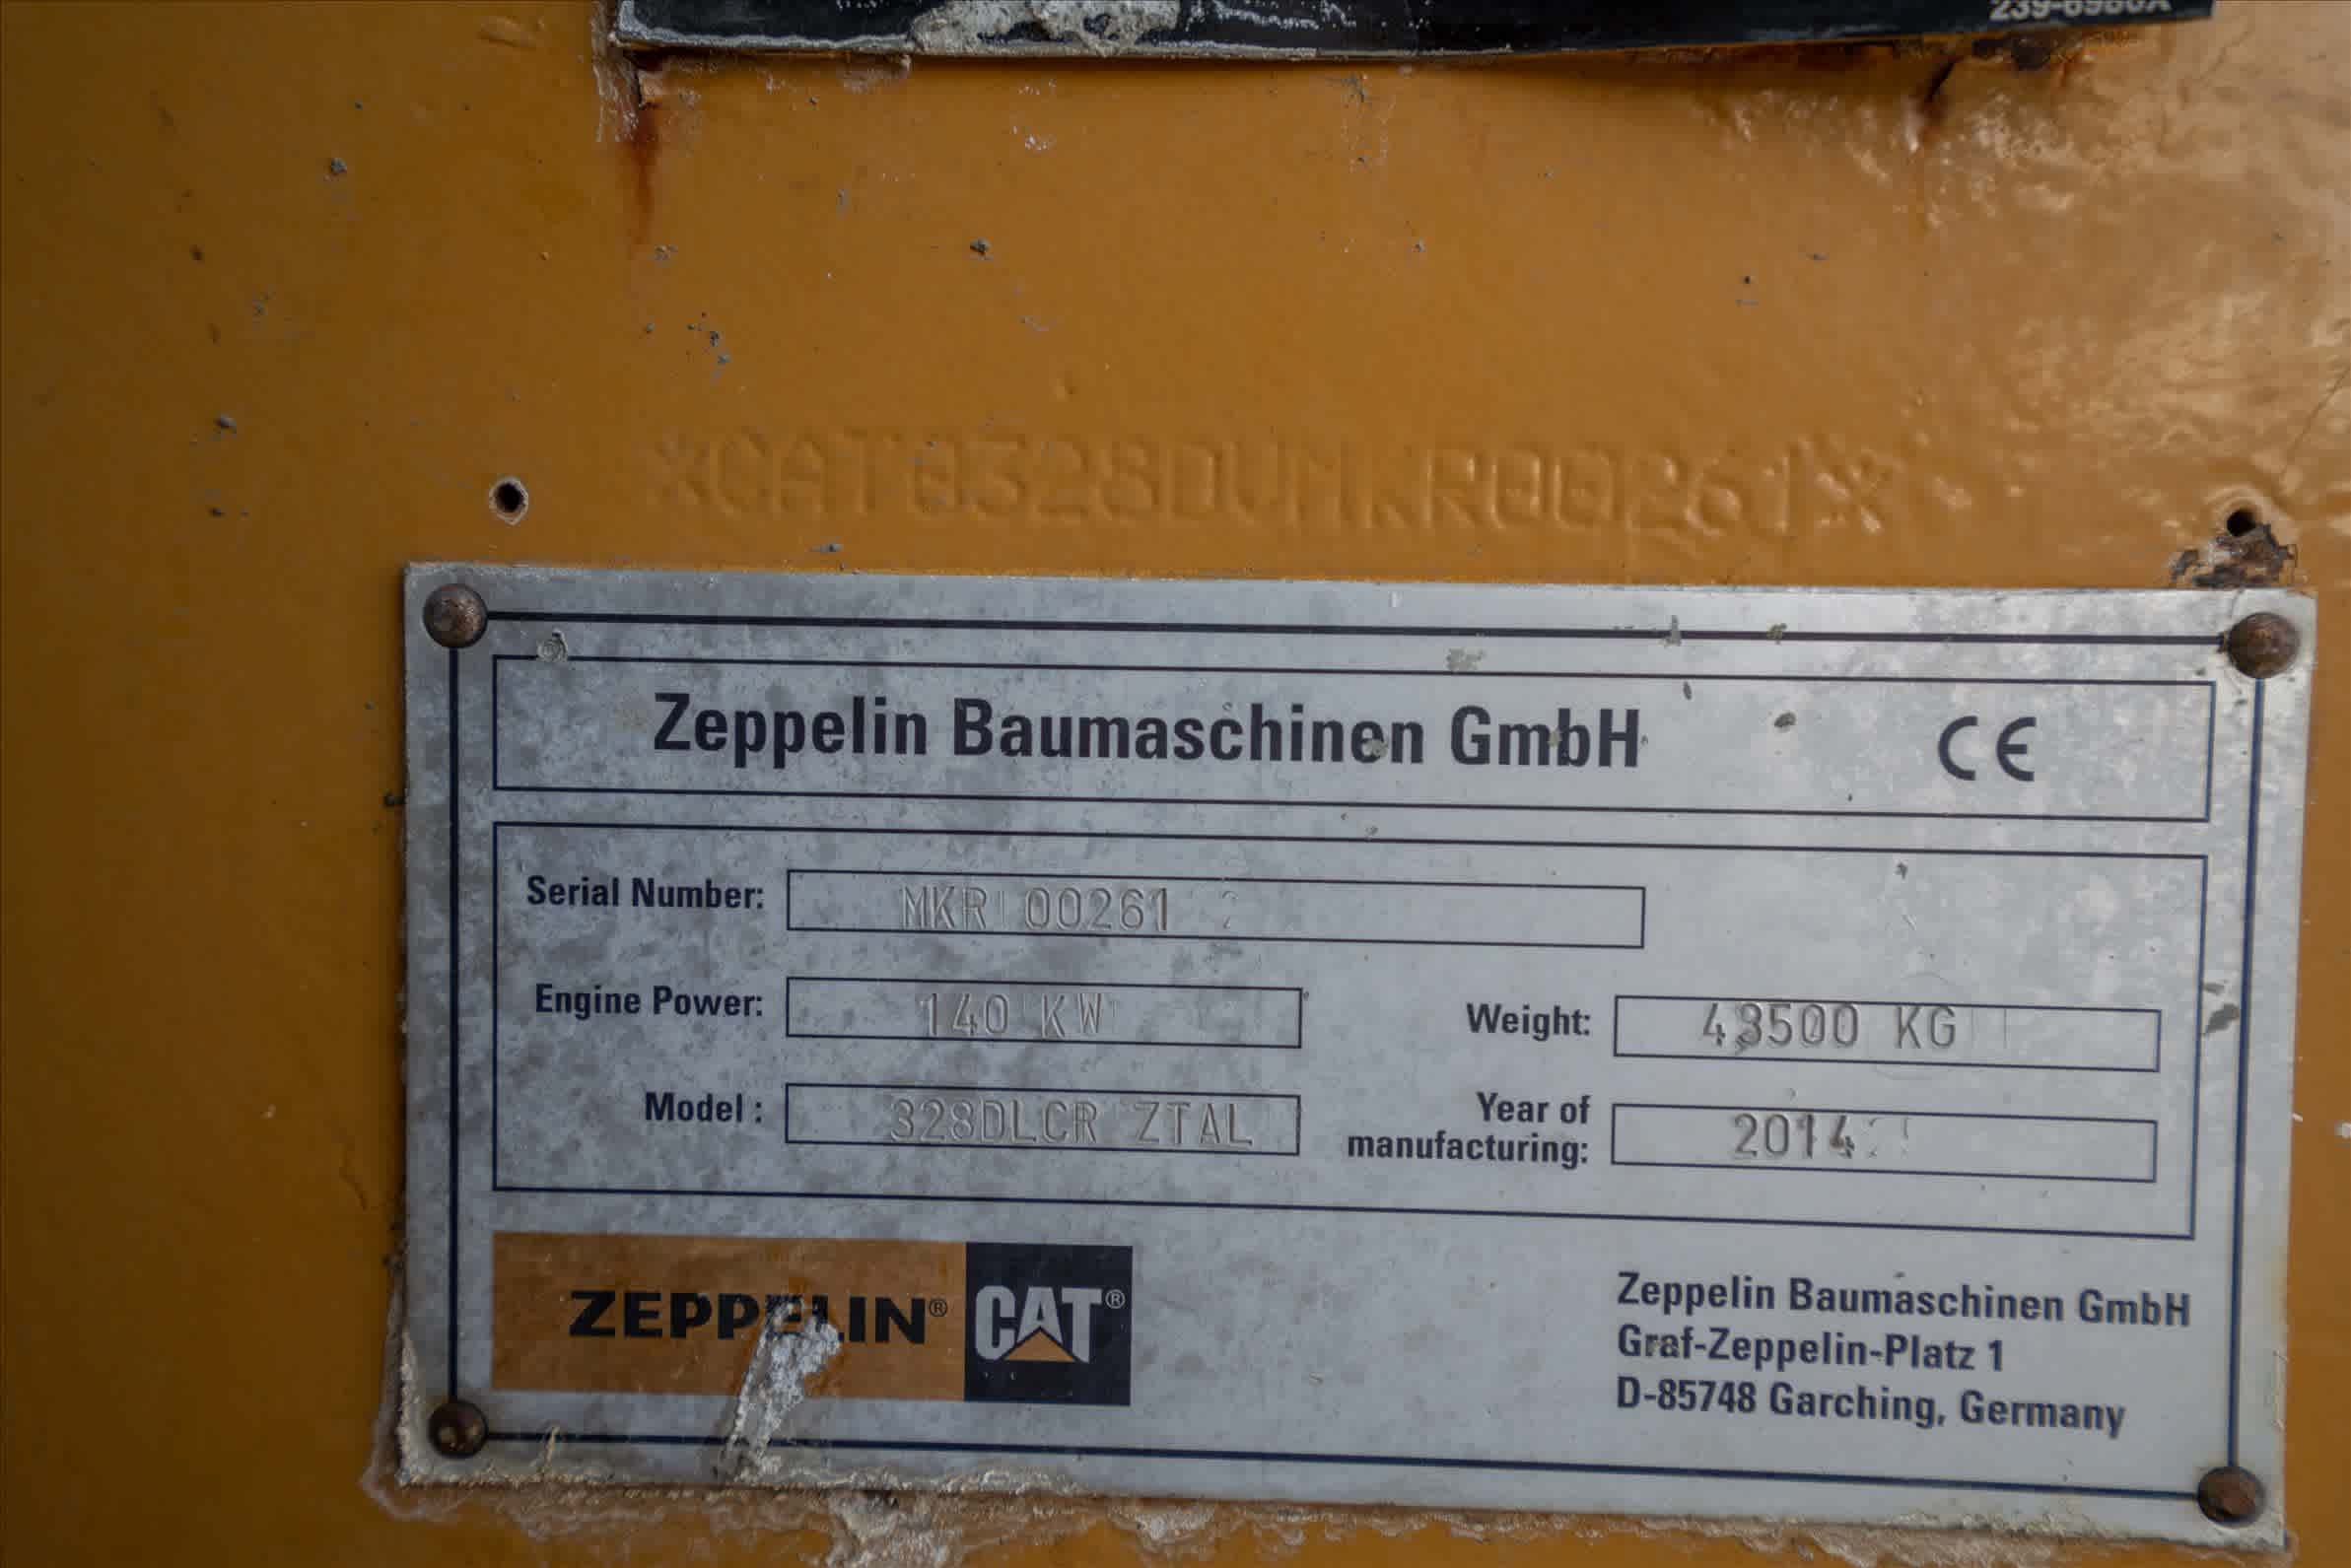 *CAT0328DVMKR00261*
Zeppelin Baumaschinen GmbH CE
Serial Number: MKR 00261
Engine Power: 140 KW
Weight: 43500 KG
Model : 328DLCR ZTAL
Year of
manufacturing: 2014
ZEPPELIN® CAT®
Zeppelin Baumaschinen GmbH
Graf-Zeppelin-Platz 1
D-85748 Garching, Germany